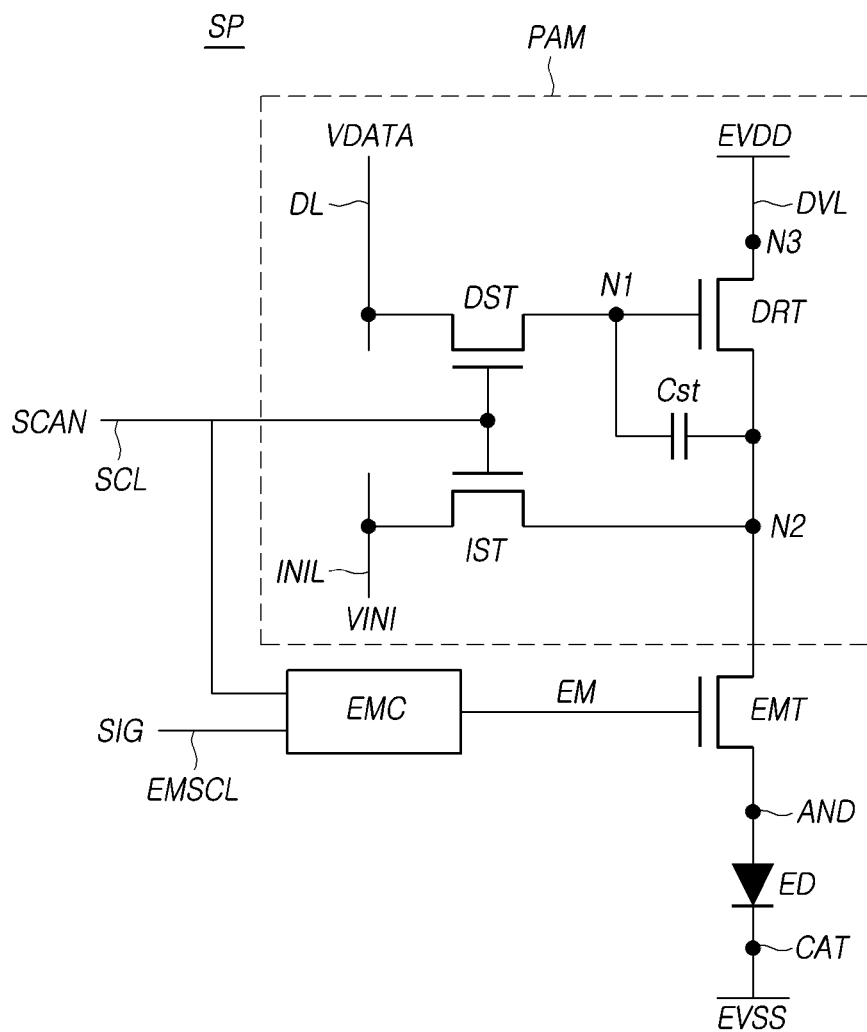 SP
PAM
VDATA
EVDD
DL
DVL
N3
DST
N1
DRT
Cst
SCAN
SCL
N2
IST
INIL
VINI
EMC
EM
EMT
SIG
EMSCL
AND
ED
CAT
EVSS